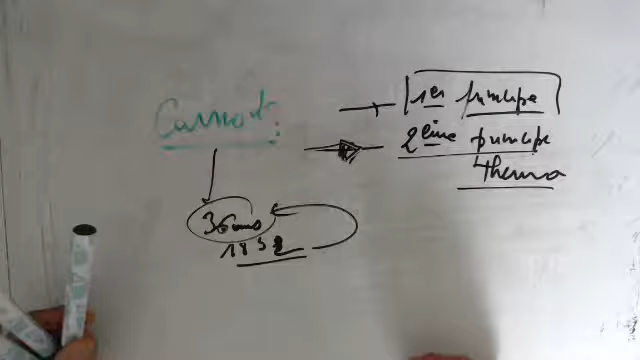 Carnot :
1er principe
2ème principe
thermo
36 ans
1832